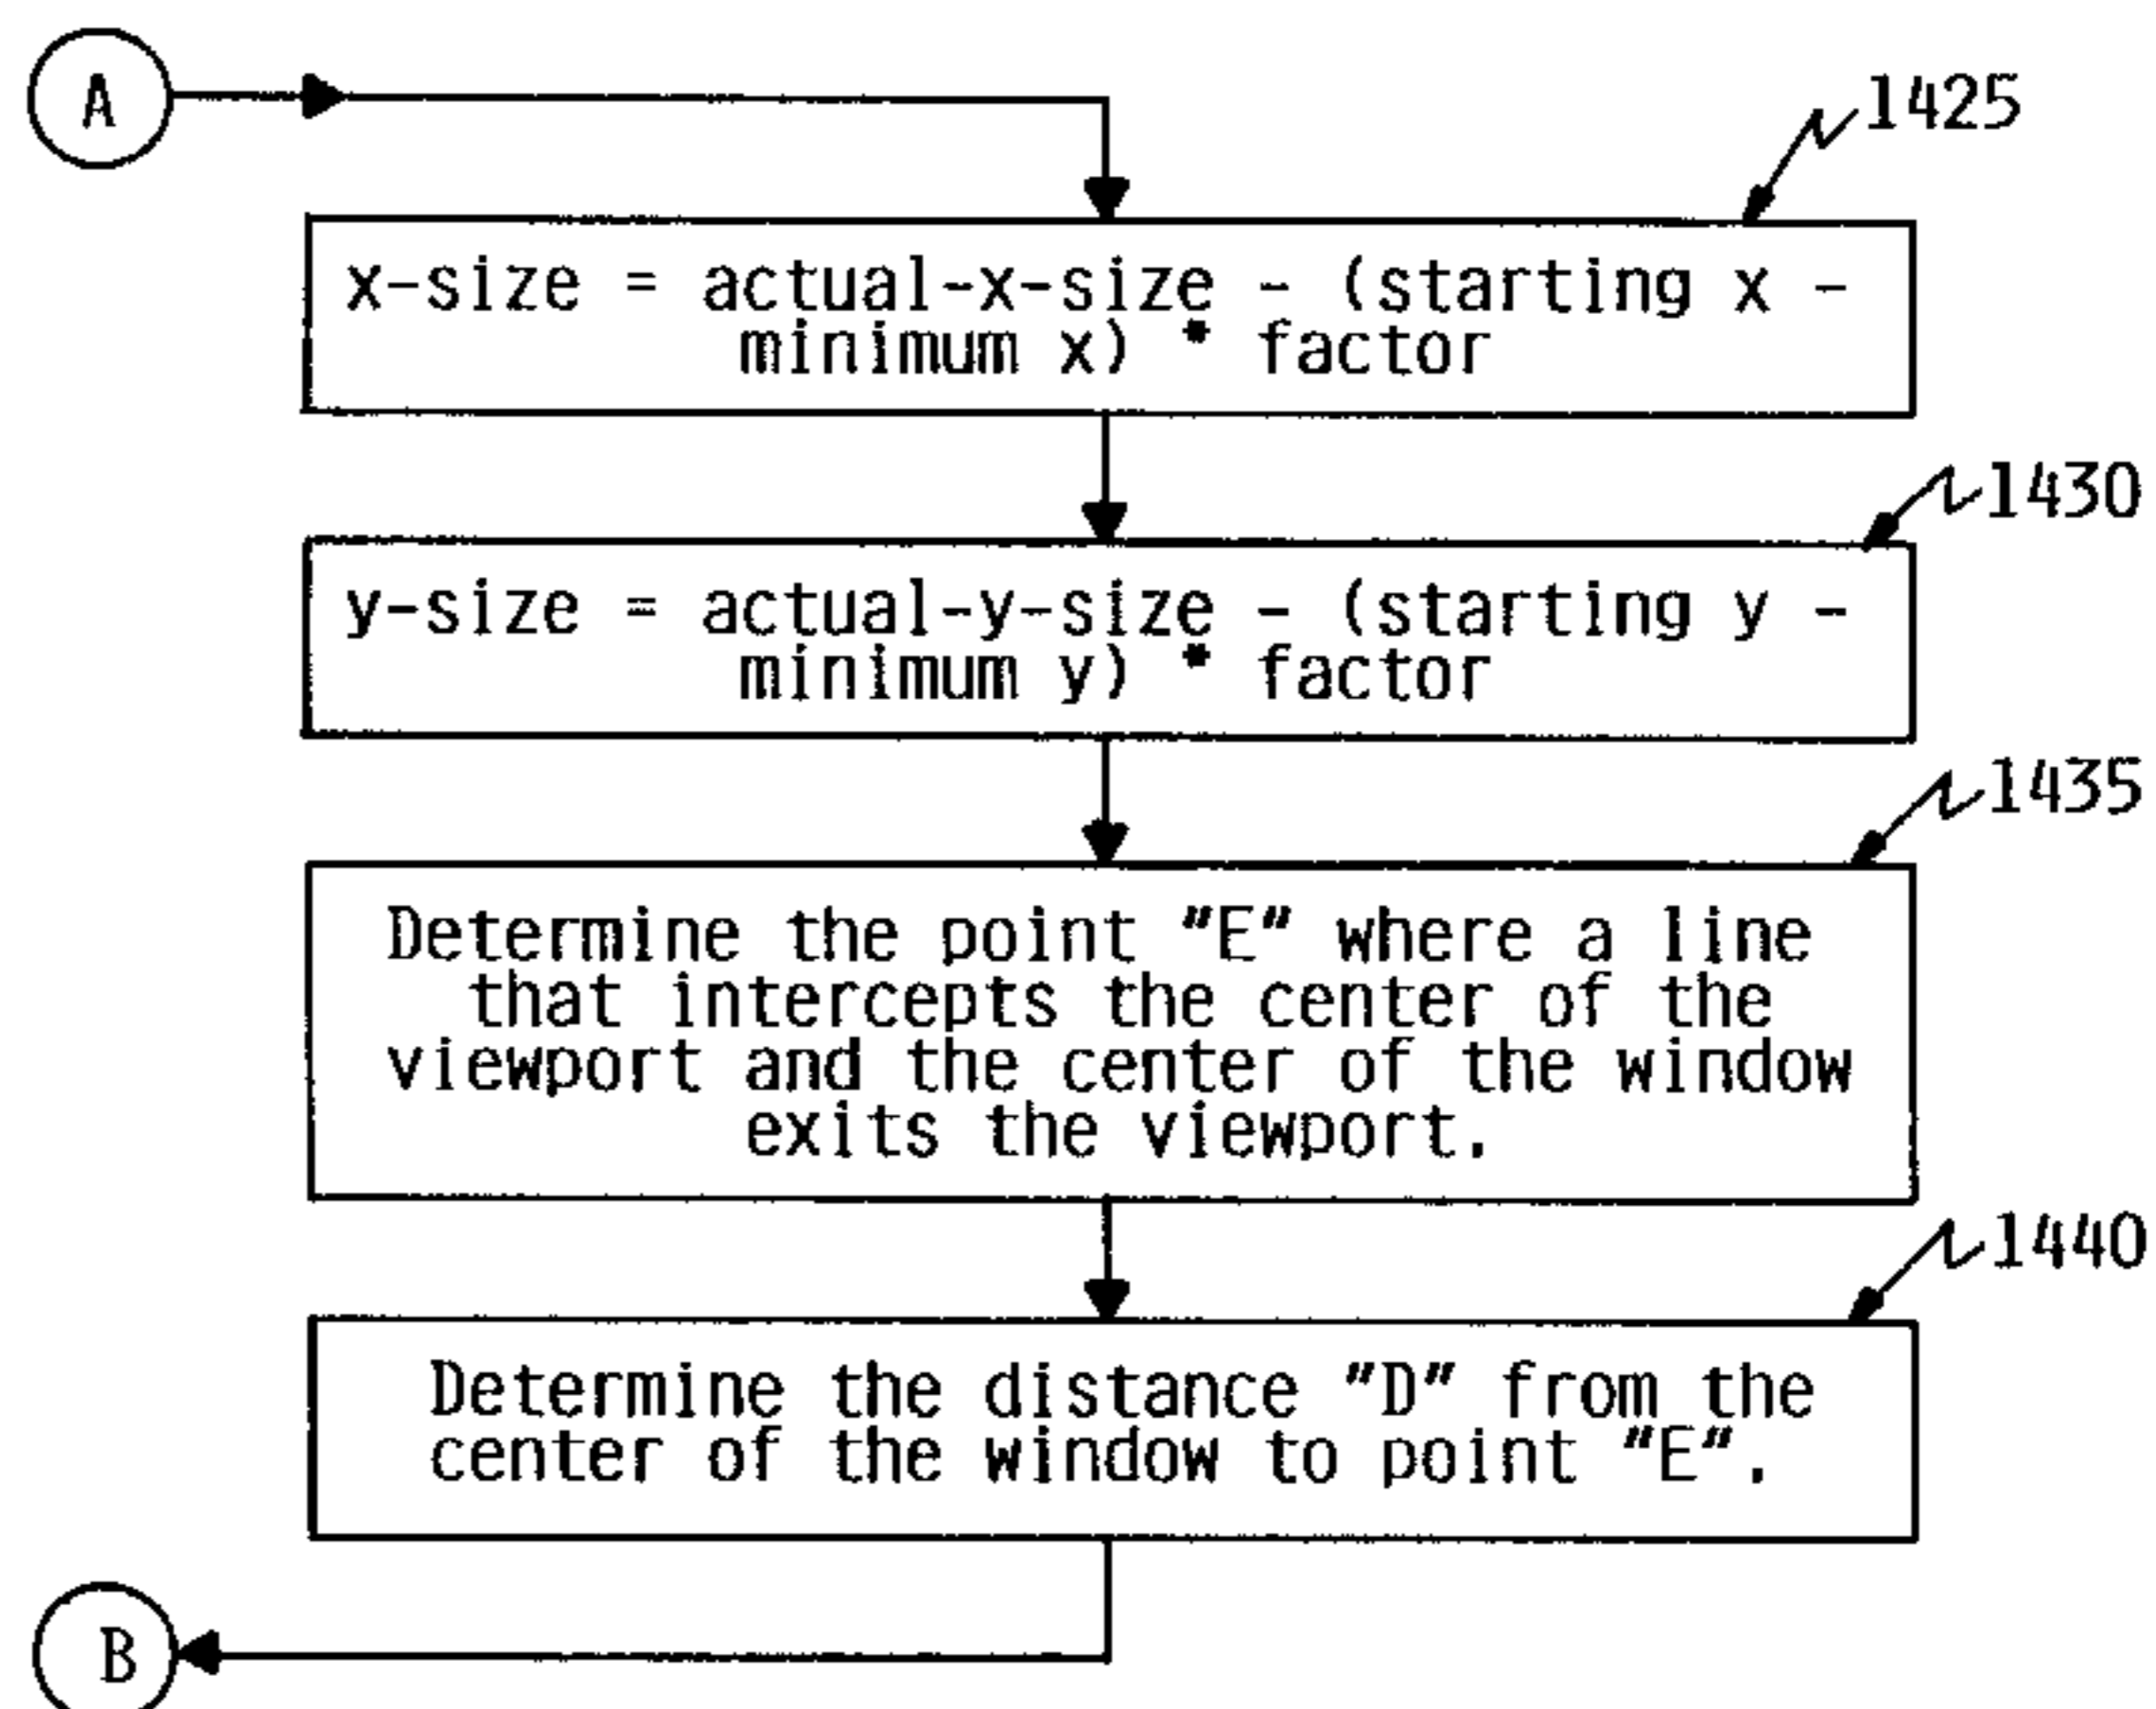 A
1425
x-size = actual-x-size - (starting x -
minimum x) * factor
1430
y-size = actual-y-size - (starting y -
minimum y) * factor
1435
Determine the point "E" where a line
that intercepts the center of the
viewport and the center of the window
exits the viewport.
1440
Determine the distance "D" from the
center of the window to point "E".
B